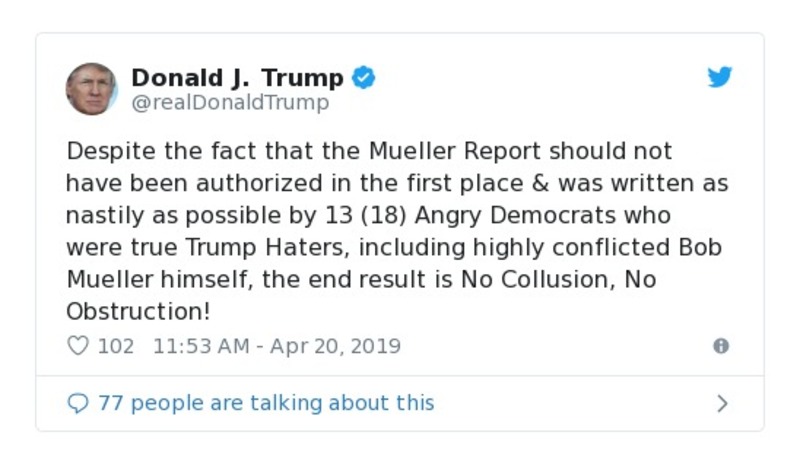 Donald J. Trump
@realDonaldTrump
Despite the fact that the Mueller Report should not
have been authorized in the first place & was written as
nastily as possible by 13 (18) Angry Democrats who
were true Trump Haters, including highly conflicted Bob
Mueller himself, the end result is No Collusion, No
Obstruction!
102 11:53 AM - Apr 20, 2019
77 people are talking about this